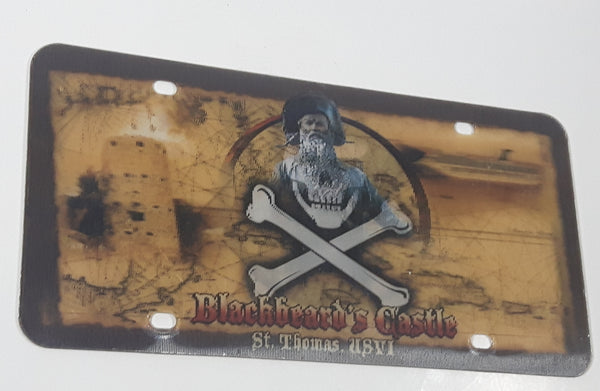 Blackbeard's Castle
St. Thomas, USVI